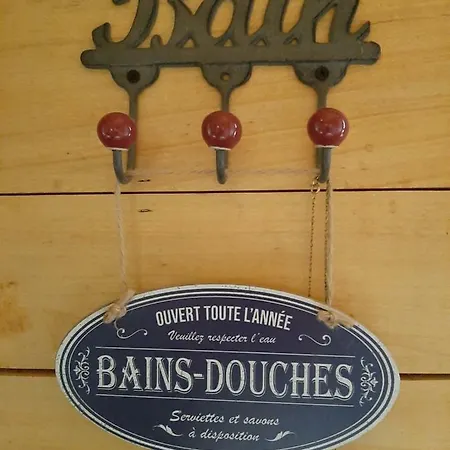 Bain
OUVERT TOUTE L'ANNÉE
Veuillez respecter l'eau
BAINS-DOUCHES
Serviettes et savons
à disposition